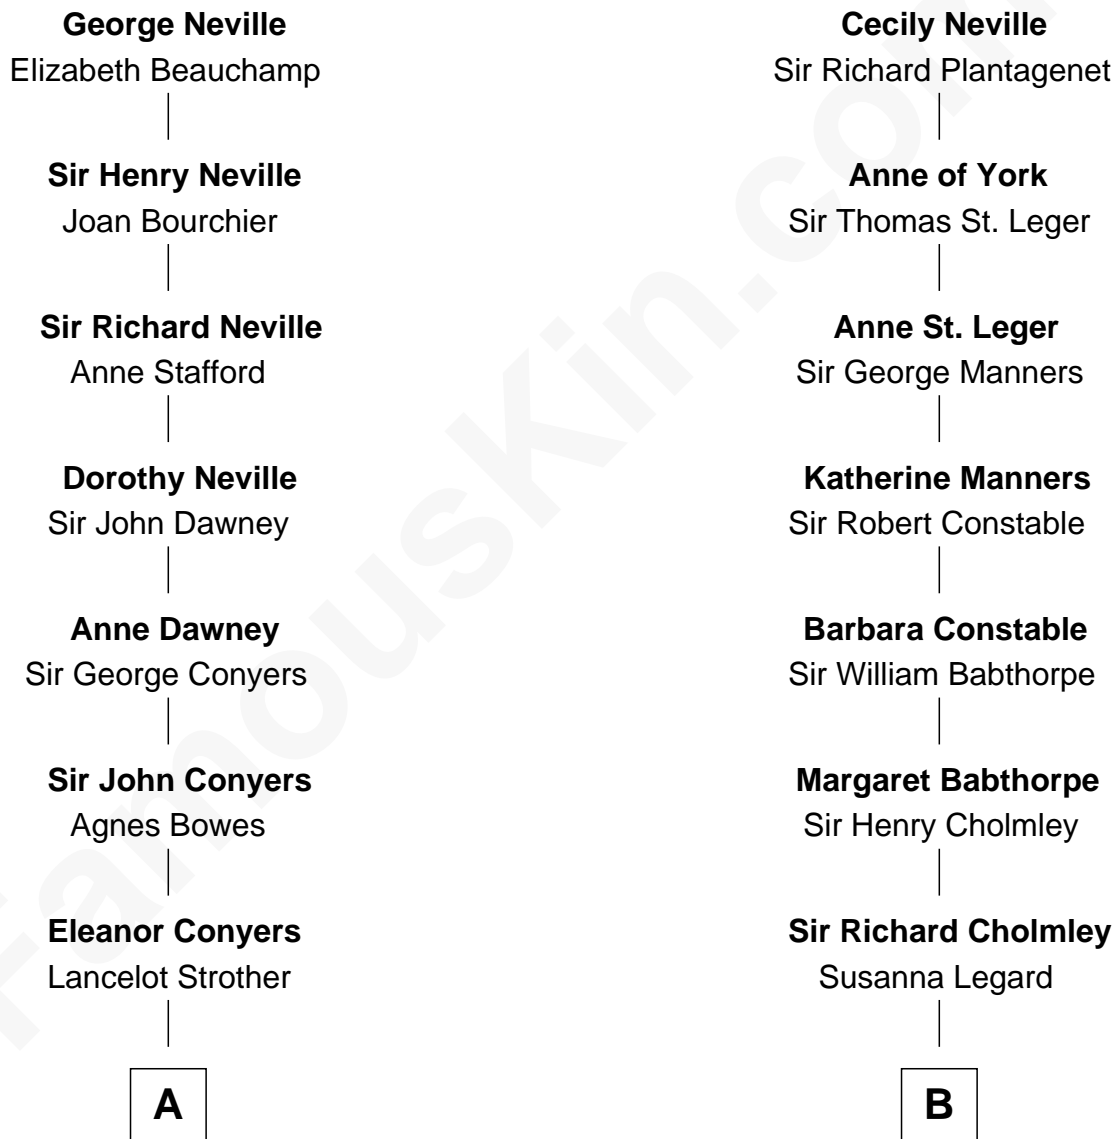 George Neville
Elizabeth Beauchamp
Sir Henry Neville
Joan Bourchier
Sir Richard Neville
Anne Stafford
Dorothy Neville
Sir John Dawney
Anne Dawney
Sir George Conyers
Sir John Conyers
Agnes Bowes
Eleanor Conyers
Lancelot Strother
A
Cecily Neville
Sir Richard Plantagenet
Anne of York
Sir Thomas St. Leger
Anne St. Leger
Sir George Manners
Katherine Manners
Sir Robert Constable
Barbara Constable
Sir William Babthorpe
Margaret Babthorpe
Sir Henry Cholmley
Sir Richard Cholmley
Susanna Legard
B
FamousKin.com